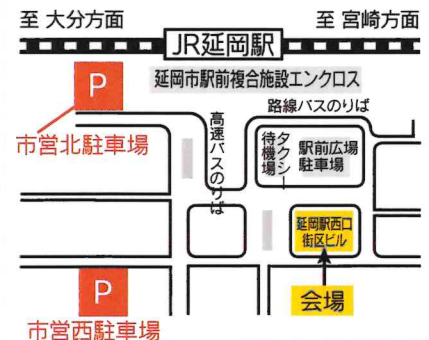 至 大分方面
至 宮崎方面
JR延岡駅
P
延岡市駅前複合施設エンクロス
路線バスのりば
市営北駐車場
高速バスのりば
タクシー
待機場
駅前広場
駐車場
延岡駅西口
街区ビル
P
会場
市営西駐車場